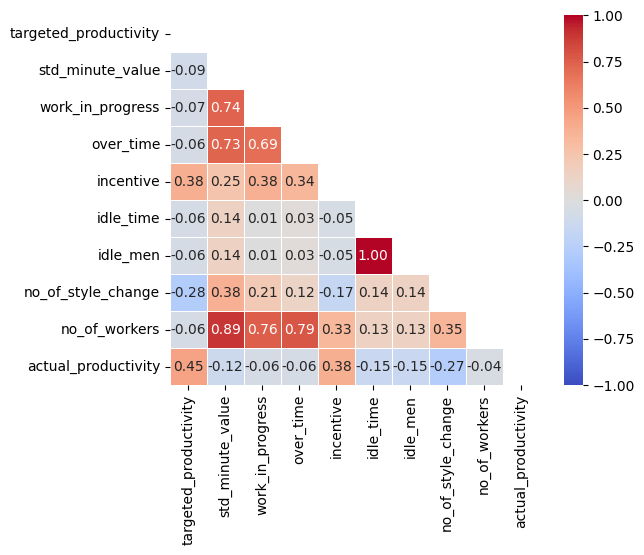 targeted_productivity
std_minute_value -0.09
work_in_progress -0.07 0.74
over_time -0.06 0.73 0.69
incentive 0.38 0.25 0.38 0.34
idle_time -0.06 0.14 0.01 0.03 -0.05
idle_men -0.06 0.14 0.01 0.03 -0.05 1.00
no_of_style_change -0.28 0.38 0.21 0.12 -0.17 0.14 0.14
no_of_workers -0.06 0.89 0.76 0.79 0.33 0.13 0.13 0.35
actual_productivity 0.45 -0.12 -0.06 -0.06 0.38 -0.15 -0.15 -0.27 -0.04
targeted_productivity
std_minute_value
work_in_progress
over_time
incentive
idle_time
idle_men
no_of_style_change
no_of_workers
actual_productivity
1.00
0.75
0.50
0.25
0.00
−0.25
−0.50
−0.75
−1.00